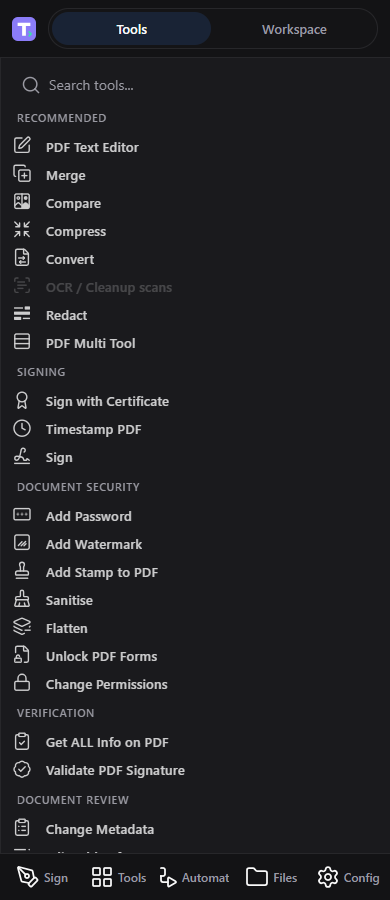 T
Tools
Workspace
Search tools...
RECOMMENDED
PDF Text Editor
Merge
Compare
Compress
Convert
OCR / Cleanup scans
Redact
PDF Multi Tool
SIGNING
Sign with Certificate
Timestamp PDF
Sign
DOCUMENT SECURITY
Add Password
Add Watermark
Add Stamp to PDF
Sanitise
Flatten
Unlock PDF Forms
Change Permissions
VERIFICATION
Get ALL Info on PDF
Validate PDF Signature
DOCUMENT REVIEW
Change Metadata
Sign Tools Automat Files Config